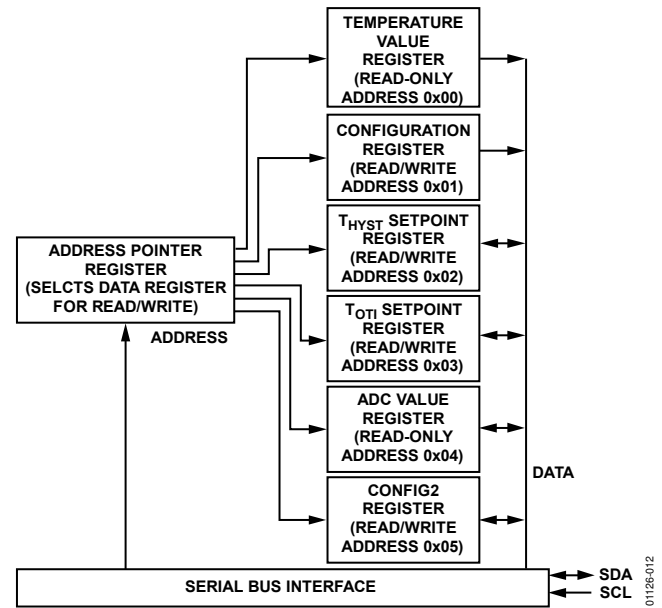 TEMPERATURE
VALUE
REGISTER
(READ-ONLY
ADDRESS 0x00)
CONFIGURATION
REGISTER
(READ/WRITE
ADDRESS 0x01)
THYST SETPOINT
REGISTER
(READ/WRITE
ADDRESS 0x02)
ADDRESS POINTER
REGISTER
(SELCTS DATA REGISTER
FOR READ/WRITE)
ADDRESS
TOTI SETPOINT
REGISTER
(READ/WRITE
ADDRESS 0x03)
ADC VALUE
REGISTER
(READ-ONLY
ADDRESS 0x04)
DATA
CONFIG2
REGISTER
(READ/WRITE
ADDRESS 0x05)
SERIAL BUS INTERFACE
SDA
SCL
01126-012